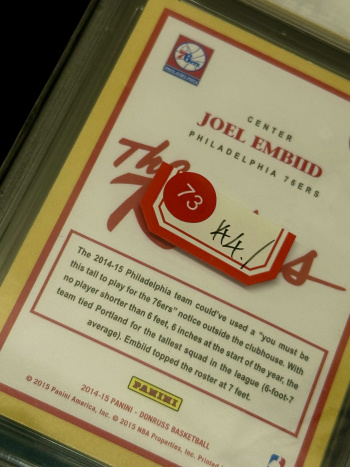 76ers
PHILADELPHIA
CENTER
JOEL EMBIID
PHILADELPHIA 76ERS
The
73
The 2014-15 Philadelphia team could've used a "you must be
this tall to play for the 76ers" notice outside the clubhouse. With
no player shorter than 6 feet, 6 inches at the start of the year, the
team tied Portland for the tallest squad in the league (6-foot-7
average). Embiid topped the roster at 7 feet.
PANINI
2014-15 PANINI - DONRUSS BASKETBALL
© 2015 Panini America, Inc. © 2015 NBA Properties, Inc. Printed